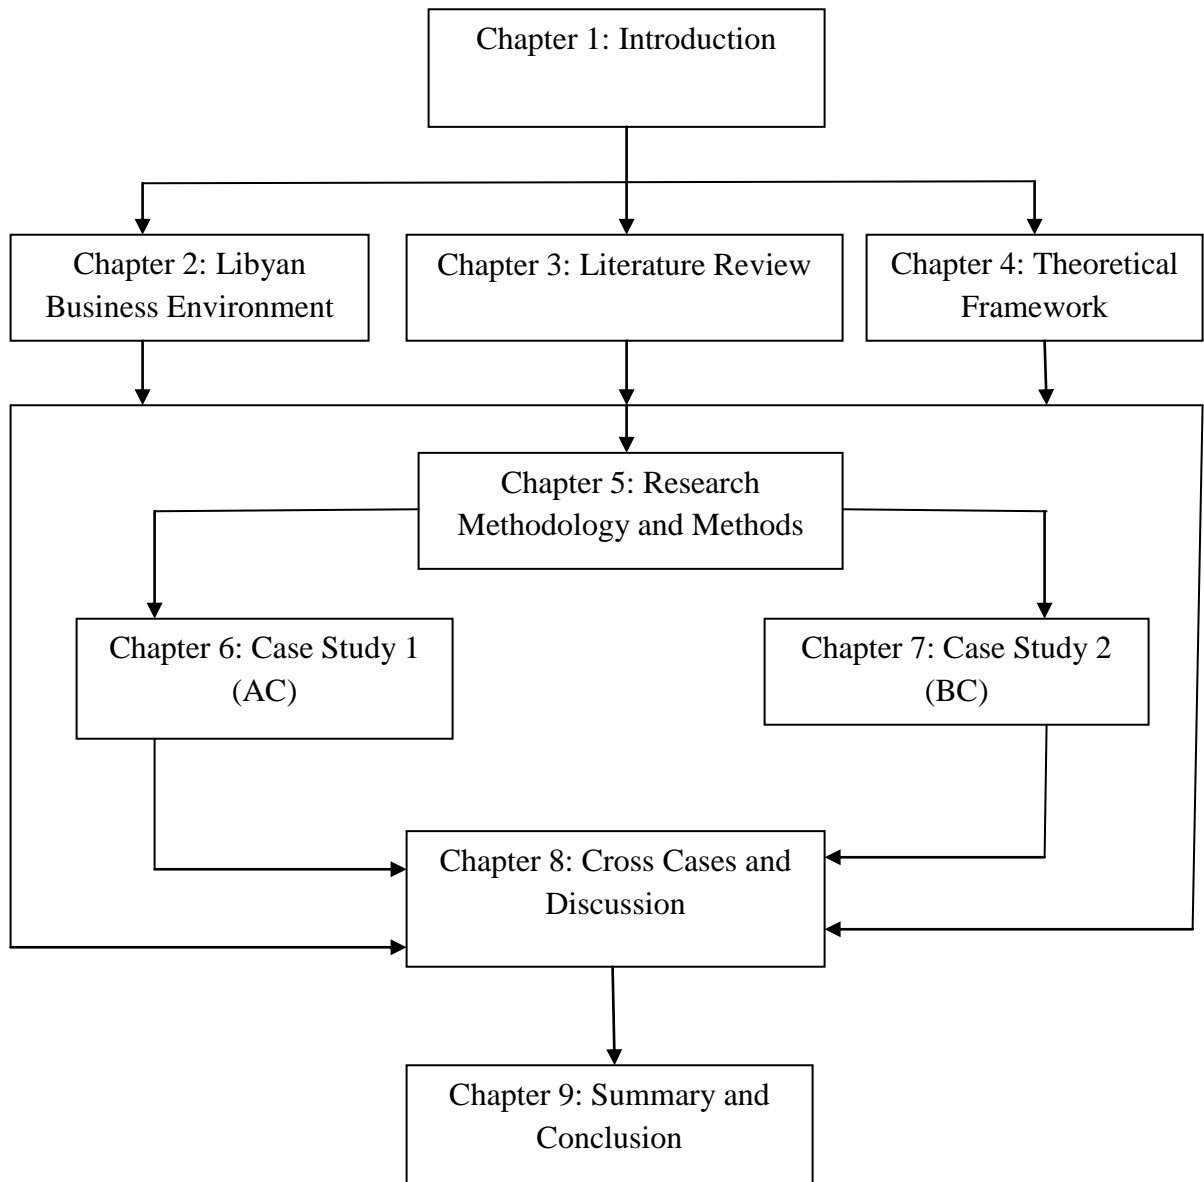 Chapter 1: Introduction
Chapter 2: Libyan
Business Environment
Chapter 3: Literature Review
Chapter 4: Theoretical
Framework
Chapter 5: Research
Methodology and Methods
Chapter 6: Case Study 1
(AC)
Chapter 7: Case Study 2
(BC)
Chapter 8: Cross Cases and
Discussion
Chapter 9: Summary and
Conclusion